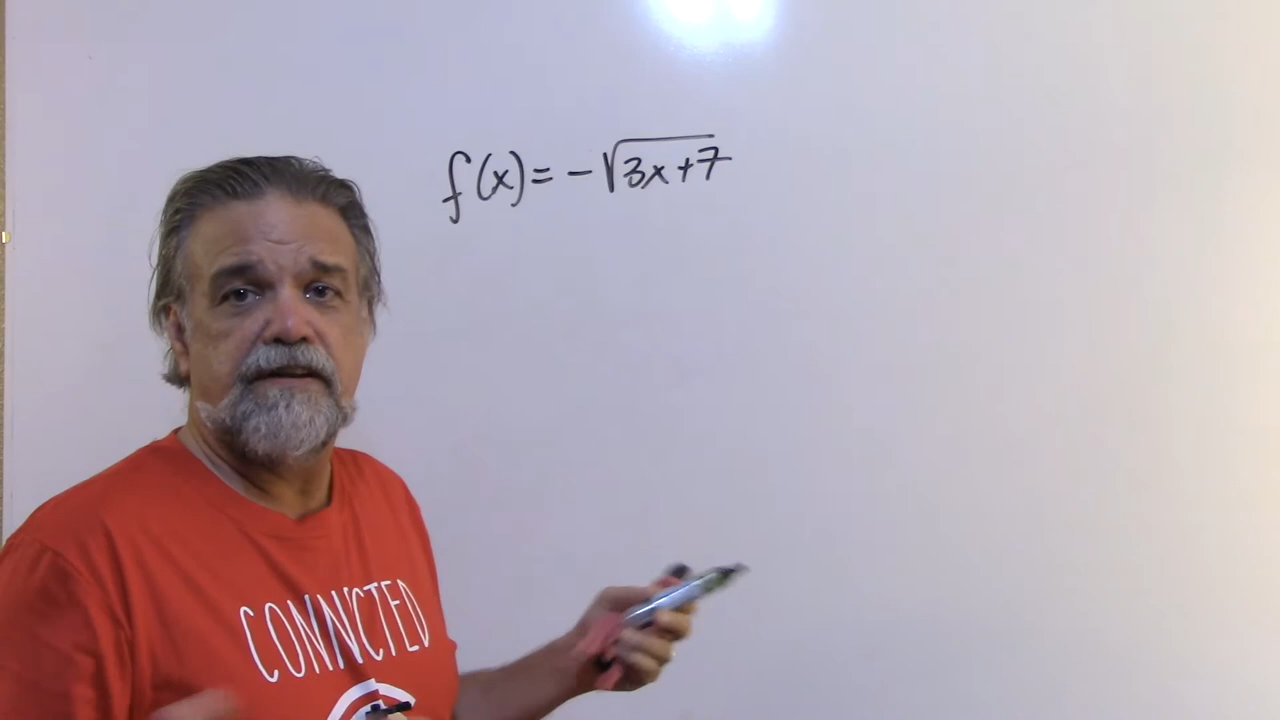 f(x) = -√(3x+7)
CONNCTED